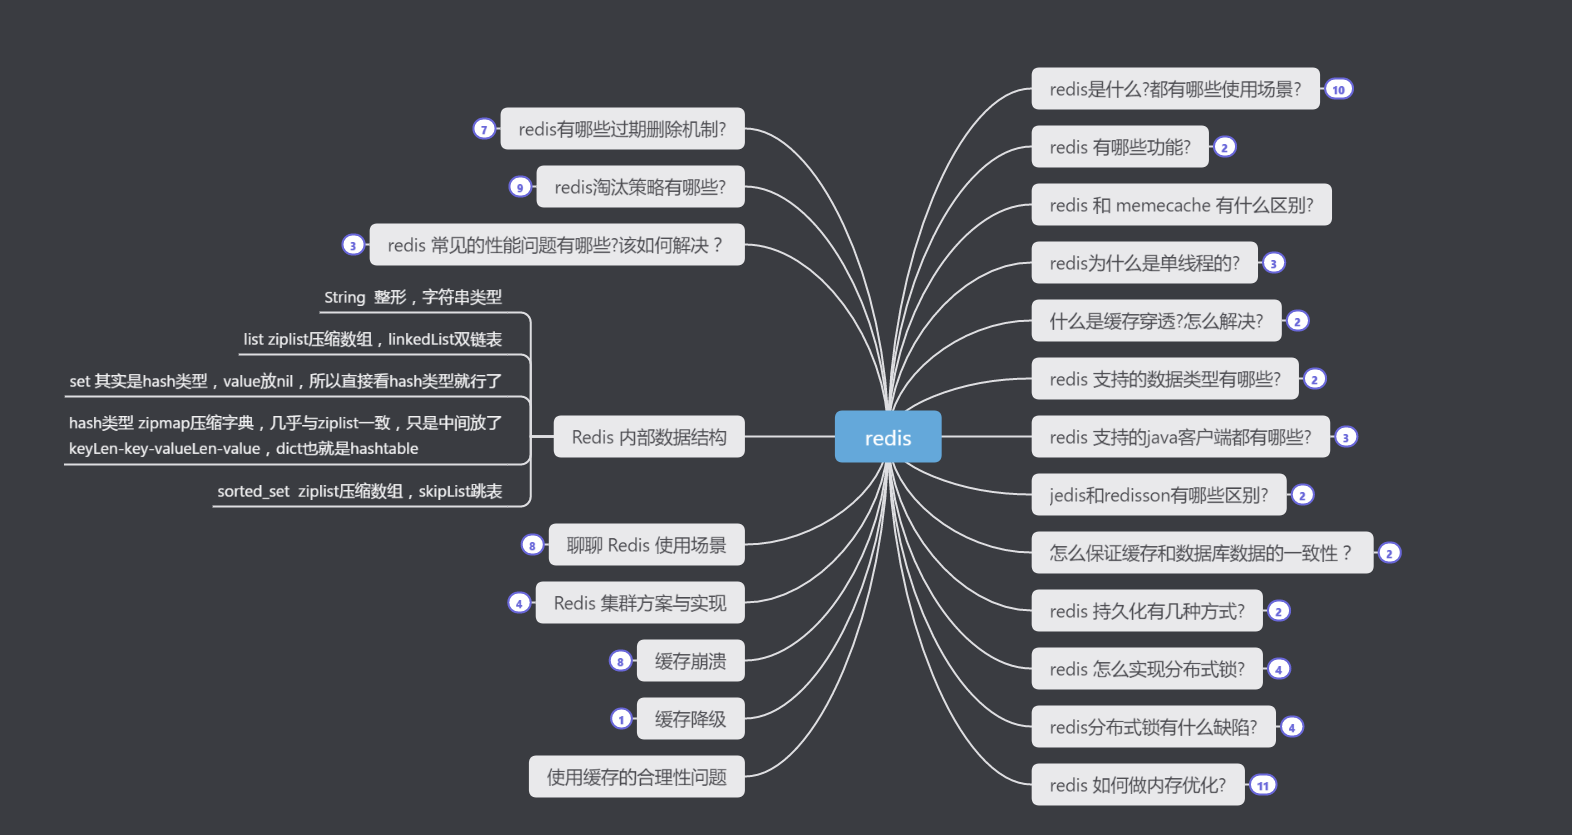 redis
redis是什么?都有哪些使用场景?
10
redis 有哪些功能?
2
redis 和 memecache 有什么区别?
redis为什么是单线程的?
3
什么是缓存穿透?怎么解决?
2
redis 支持的数据类型有哪些?
2
redis 支持的java客户端都有哪些?
3
jedis和redisson有哪些区别?
2
怎么保证缓存和数据库数据的一致性？
2
redis 持久化有几种方式?
2
redis 怎么实现分布式锁?
4
redis分布式锁有什么缺陷?
4
redis 如何做内存优化?
11
redis有哪些过期删除机制?
7
redis淘汰策略有哪些?
9
redis 常见的性能问题有哪些?该如何解决？
3
Redis 内部数据结构
String 整形，字符串类型
list ziplist压缩数组，linkedList双链表
set 其实是hash类型，value放nil，所以直接看hash类型就行了
hash类型 zipmap压缩字典，几乎与ziplist一致，只是中间放了
keyLen-key-valueLen-value，dict也就是hashtable
sorted_set ziplist压缩数组，skipList跳表
聊聊 Redis 使用场景
8
Redis 集群方案与实现
4
缓存崩溃
8
缓存降级
1
使用缓存的合理性问题